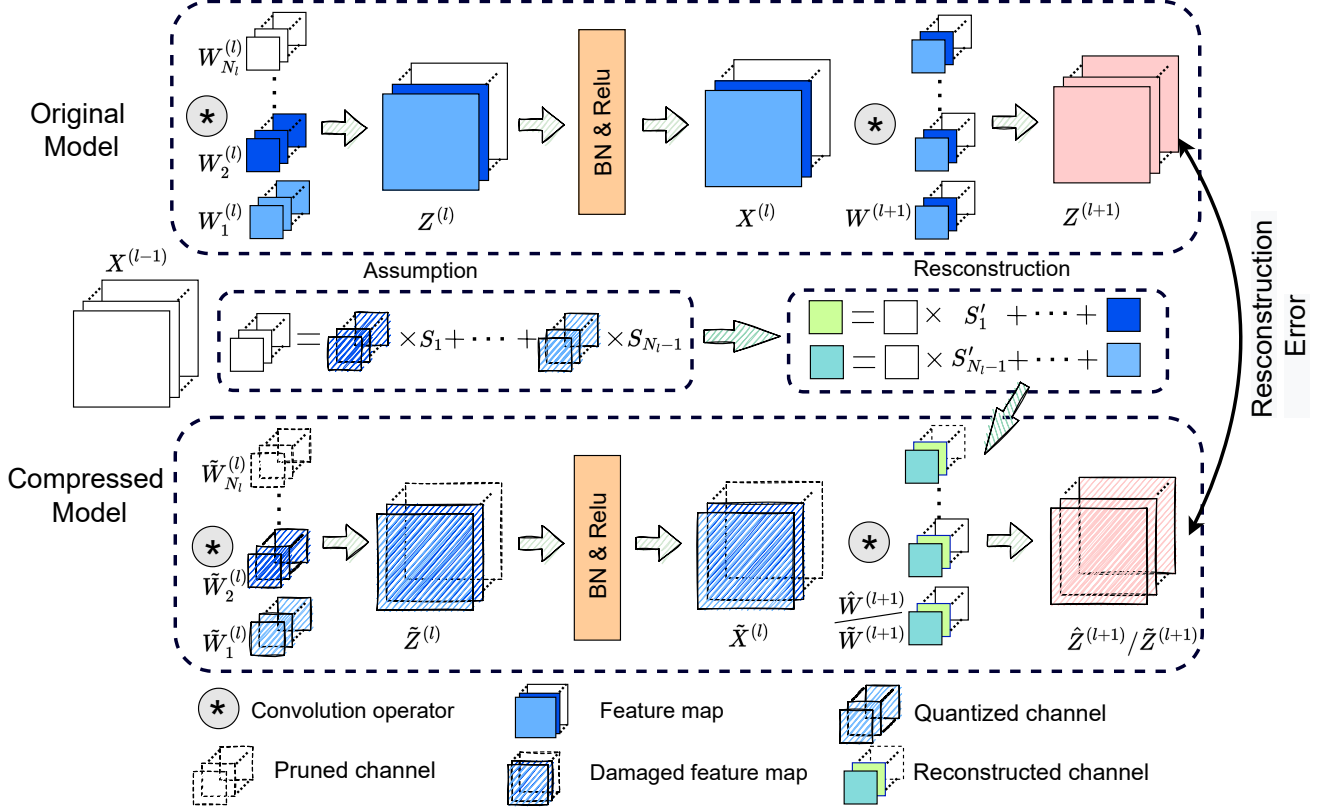 Original
Model
W_{N_l}^{(l)}
*
W_2^{(l)}
W_1^{(l)}
Z^{(l)}
BN & Relu
X^{(l)}
*
W^{(l+1)}
Z^{(l+1)}
X^{(l-1)}
Assumption
= × S_1 + ··· + × S_{N_l-1}
Resconstruction
= × S'_1 + ··· +
= × S'_{N_l-1} + ··· +
Resconstruction
Error
Compressed
Model
W̃_{N_l}^{(l)}
*
W̃_2^{(l)}
W̃_1^{(l)}
Z̃^{(l)}
BN & Relu
X̃^{(l)}
*
Ŵ^{(l+1)}
W̃^{(l+1)}
Ẑ^{(l+1)}/Z̃^{(l+1)}
* Convolution operator
Feature map
Quantized channel
Pruned channel
Damaged feature map
Reconstructed channel